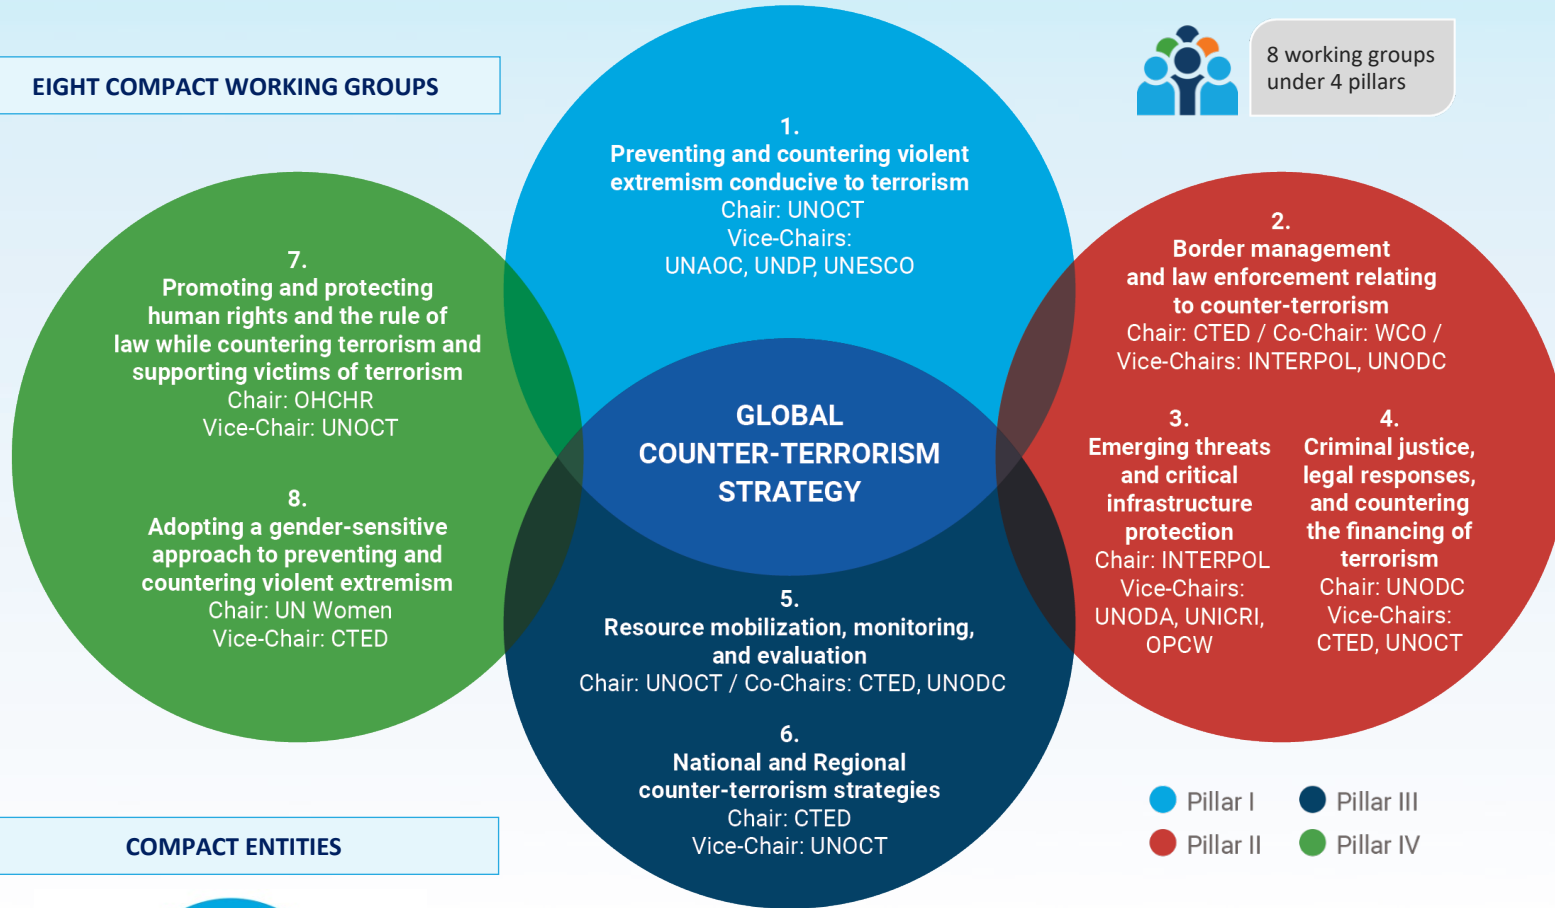 EIGHT COMPACT WORKING GROUPS
8 working groups
under 4 pillars
1.
Preventing and countering violent
extremism conducive to terrorism
Chair: UNOCT
Vice-Chairs:
UNAOC, UNDP, UNESCO
7.
Promoting and protecting
human rights and the rule of
law while countering terrorism and
supporting victims of terrorism
Chair: OHCHR
Vice-Chair: UNOCT
8.
Adopting a gender-sensitive
approach to preventing and
countering violent extremism
Chair: UN Women
Vice-Chair: CTED
GLOBAL
COUNTER-TERRORISM
STRATEGY
2.
Border management
and law enforcement relating
to counter-terrorism
Chair: CTED / Co-Chair: WCO /
Vice-Chairs: INTERPOL, UNODC
3.
Emerging threats
and critical
infrastructure
protection
Chair: INTERPOL
Vice-Chairs:
UNODA, UNICRI,
OPCW
4.
Criminal justice,
legal responses,
and countering
the financing of
terrorism
Chair: UNODC
Vice-Chairs:
CTED, UNOCT
5.
Resource mobilization, monitoring,
and evaluation
Chair: UNOCT / Co-Chairs: CTED, UNODC
6.
National and Regional
counter-terrorism strategies
Chair: CTED
Vice-Chair: UNOCT
Pillar I
Pillar III
Pillar II
Pillar IV
COMPACT ENTITIES